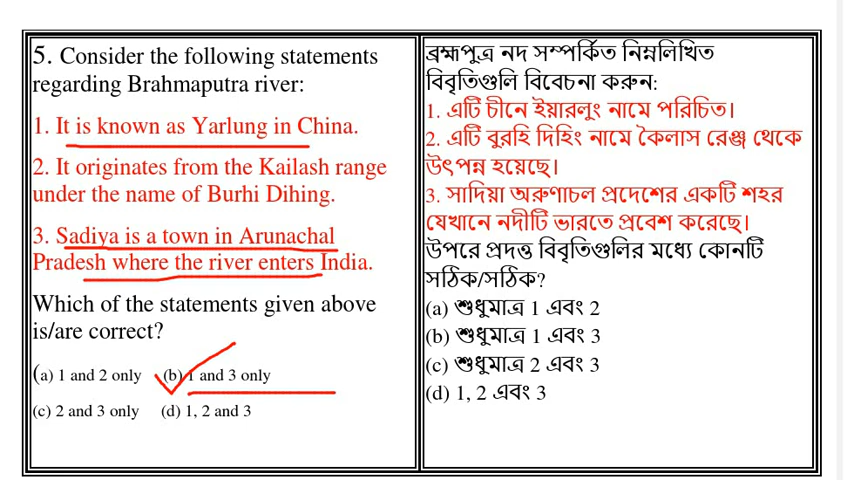 5. Consider the following statements
regarding Brahmaputra river:
1. It is known as Yarlung in China.
2. It originates from the Kailash range
under the name of Burhi Dihing.
3. Sadiya is a town in Arunachal
Pradesh where the river enters India.
Which of the statements given above
is/are correct?
(a) 1 and 2 only (b) 1 and 3 only
(c) 2 and 3 only (d) 1, 2 and 3
ব্রহ্মপুত্র নদ সম্পর্কিত নিম্নলিখিত
বিবৃতিগুলি বিবেচনা করুন:
1. এটি চীনে ইয়ারলুং নামে পরিচিত।
2. এটি বুরহি দিহিং নামে কৈলাস রেঞ্জ থেকে
উৎপন্ন হয়েছে।
3. সাদিয়া অরুণাচল প্রদেশের একটি শহর
যেখানে নদীটি ভারতে প্রবেশ করেছে।
উপরে প্রদত্ত বিবৃতিগুলির মধ্যে কোনটি
সঠিক/সঠিক?
(a) শুধুমাত্র 1 এবং 2
(b) শুধুমাত্র 1 এবং 3
(c) শুধুমাত্র 2 এবং 3
(d) 1, 2 এবং 3